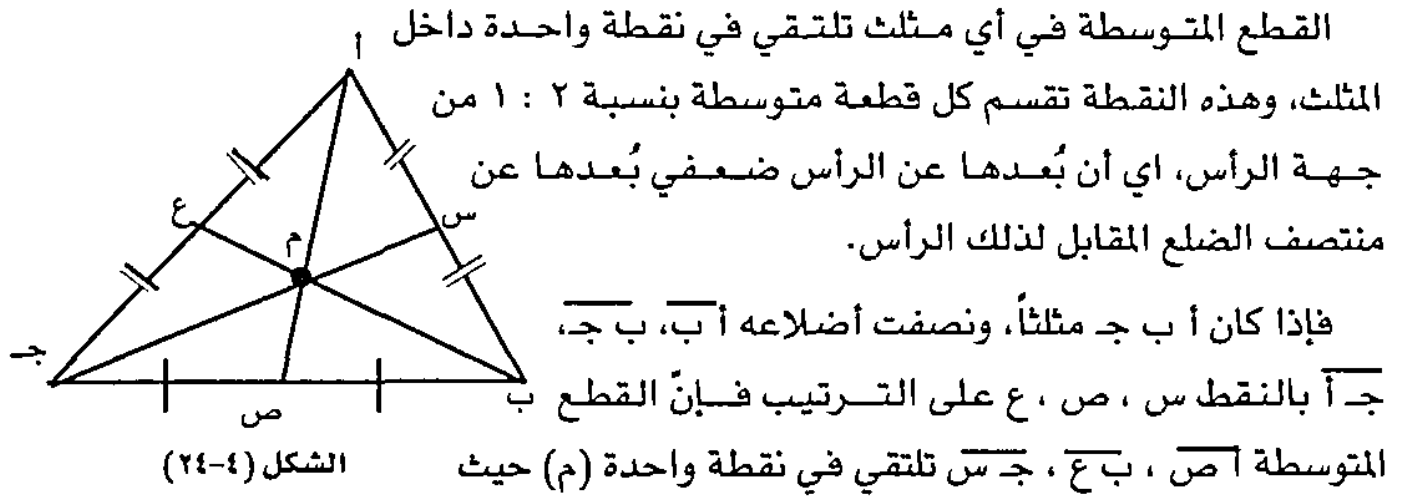 القطع المتوسطة في أي مثلث تلتقي في نقطة واحدة داخل
المثلث، وهذه النقطة تقسم كل قطعة متوسطة بنسبة ٢ : ١ من
جهة الرأس، اي أن بُعدها عن الرأس ضعفي بُعدها عن
منتصف الضلع المقابل لذلك الرأس.
فإذا كان أ ب جـ مثلثاً، ونصفت أضلاعه أ ب، ب جـ،
جـ أ بالنقط س ، ص ، ع على الترتيب فإنّ القطع
المتوسطة أ ص ، ب ع ، جـ س تلتقي في نقطة واحدة (م) حيث
أ
ع
س
م
جـ
ب
ص
الشكل (٤-٢٤)